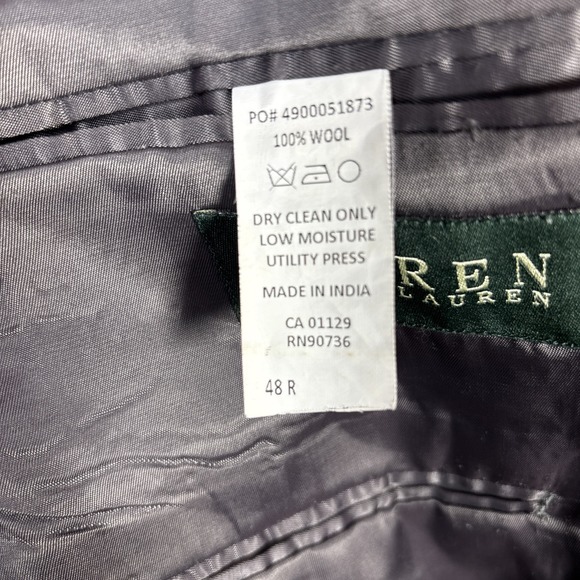 PO# 4900051873
100% WOOL
DRY CLEAN ONLY
LOW MOISTURE
UTILITY PRESS
MADE IN INDIA
CA 01129
RN90736
48 R
REN
LAUREN